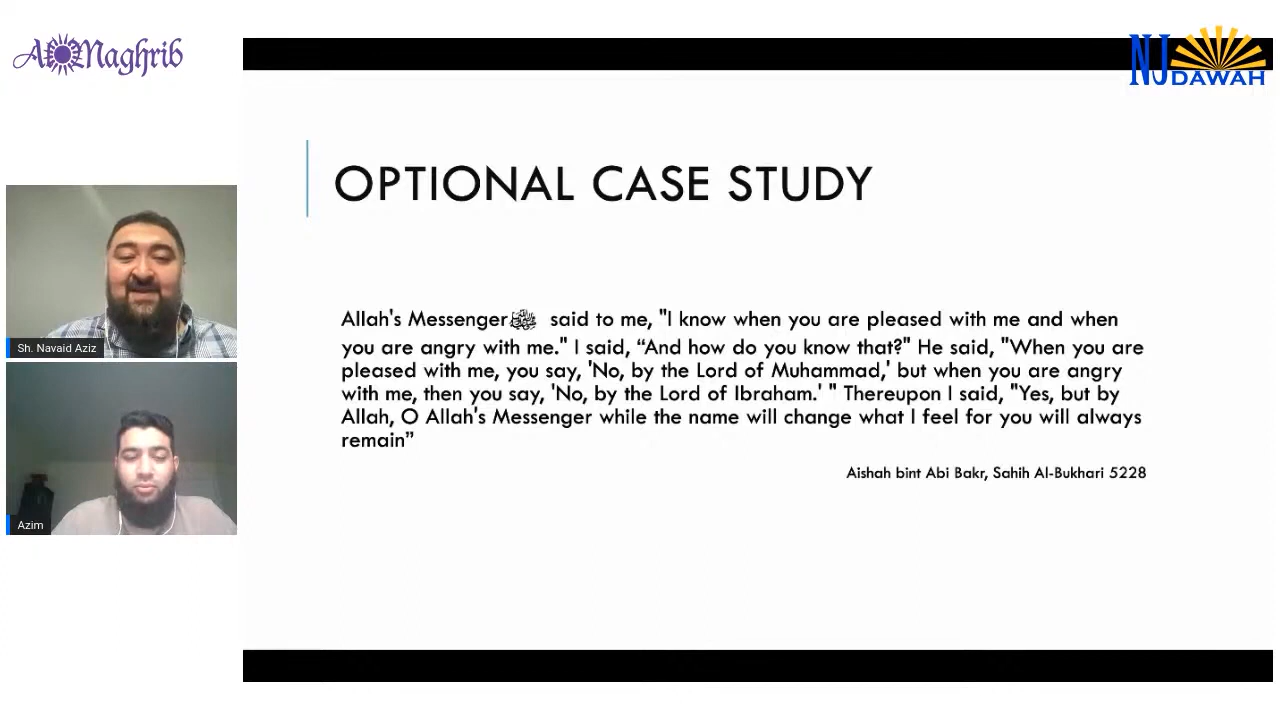 AlMaghrib
NJ DAWAH
OPTIONAL CASE STUDY
Allah's Messengerﷺ said to me, "I know when you are pleased with me and when
you are angry with me." I said, “And how do you know that?" He said, "When you are
pleased with me, you say, 'No, by the Lord of Muhammad,' but when you are angry
with me, then you say, 'No, by the Lord of Ibraham.' " Thereupon I said, "Yes, but by
Allah, O Allah's Messenger while the name will change what I feel for you will always
remain”
Aishah bint Abi Bakr, Sahih Al-Bukhari 5228
Sh. Navaid Aziz
Azim